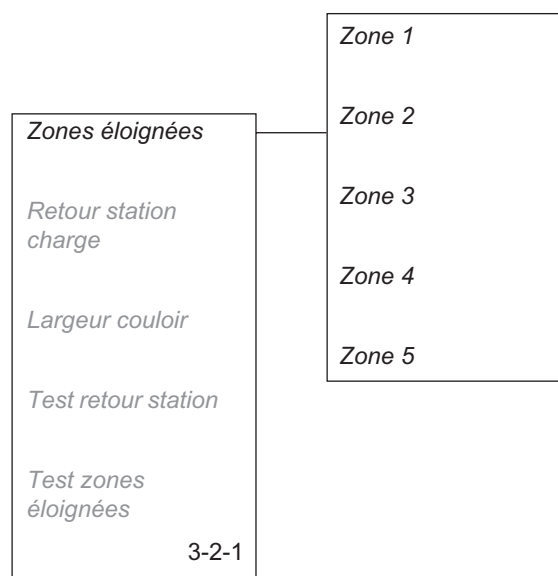 Zones éloignées
Retour station
charge
Largeur couloir
Test retour station
Test zones
éloignées
3-2-1
Zone 1
Zone 2
Zone 3
Zone 4
Zone 5